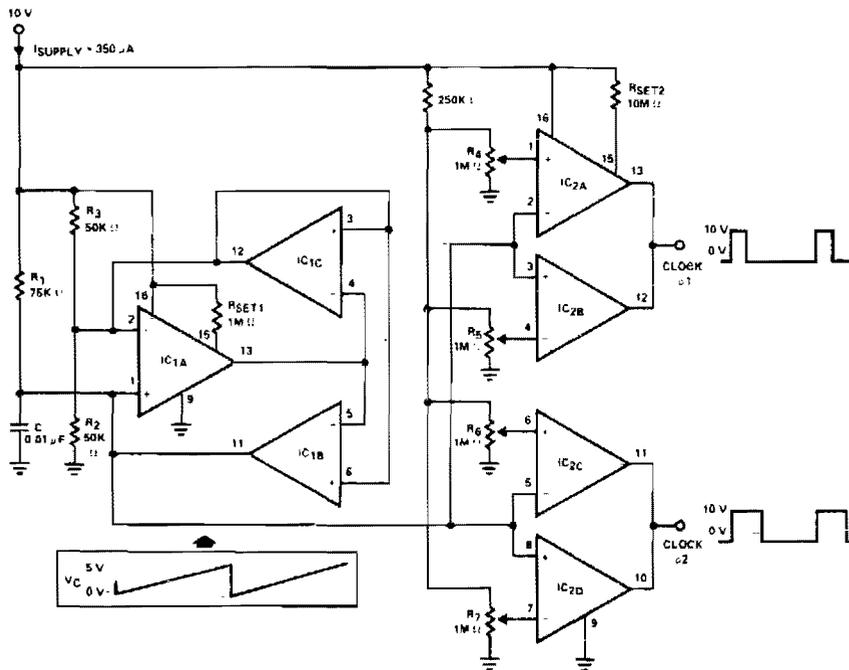 10 V
ISUPPLY ≈ 350 µA
R1
75K Ω
R3
50K Ω
C
0.01 µF
R2
50K
Ω
16
RSET1
1M Ω
15
2
1
IC1A
13
9
12
IC1C
3
4
11
IC1B
5
6
VC
5 V
0 V
250K Ω
R4
1M Ω
R5
1M Ω
R6
1M Ω
R7
1M Ω
16
RSET2
10M Ω
15
1
2
IC2A
13
3
4
IC2B
12
6
5
IC2C
11
8
7
IC2D
10
9
CLOCK
ø1
10 V
0 V
CLOCK
ø2
10 V
0 V